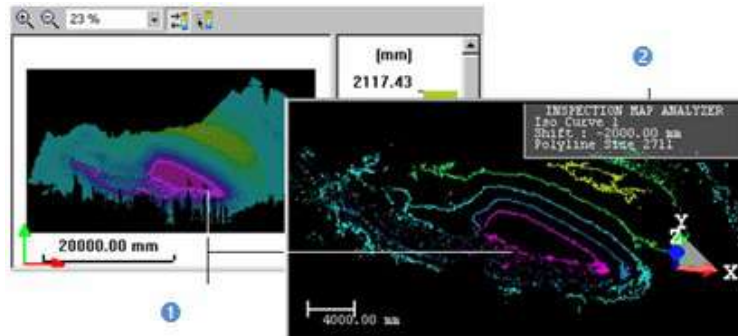 23 %
(mm)
2117.43
20000.00 mm
1
2
INSPECTION MAP ANALYZER
Iso Curve 1
Shift : -2000.00 mm
Polyline Size 2711
Y
Z
X
4000.00 mm